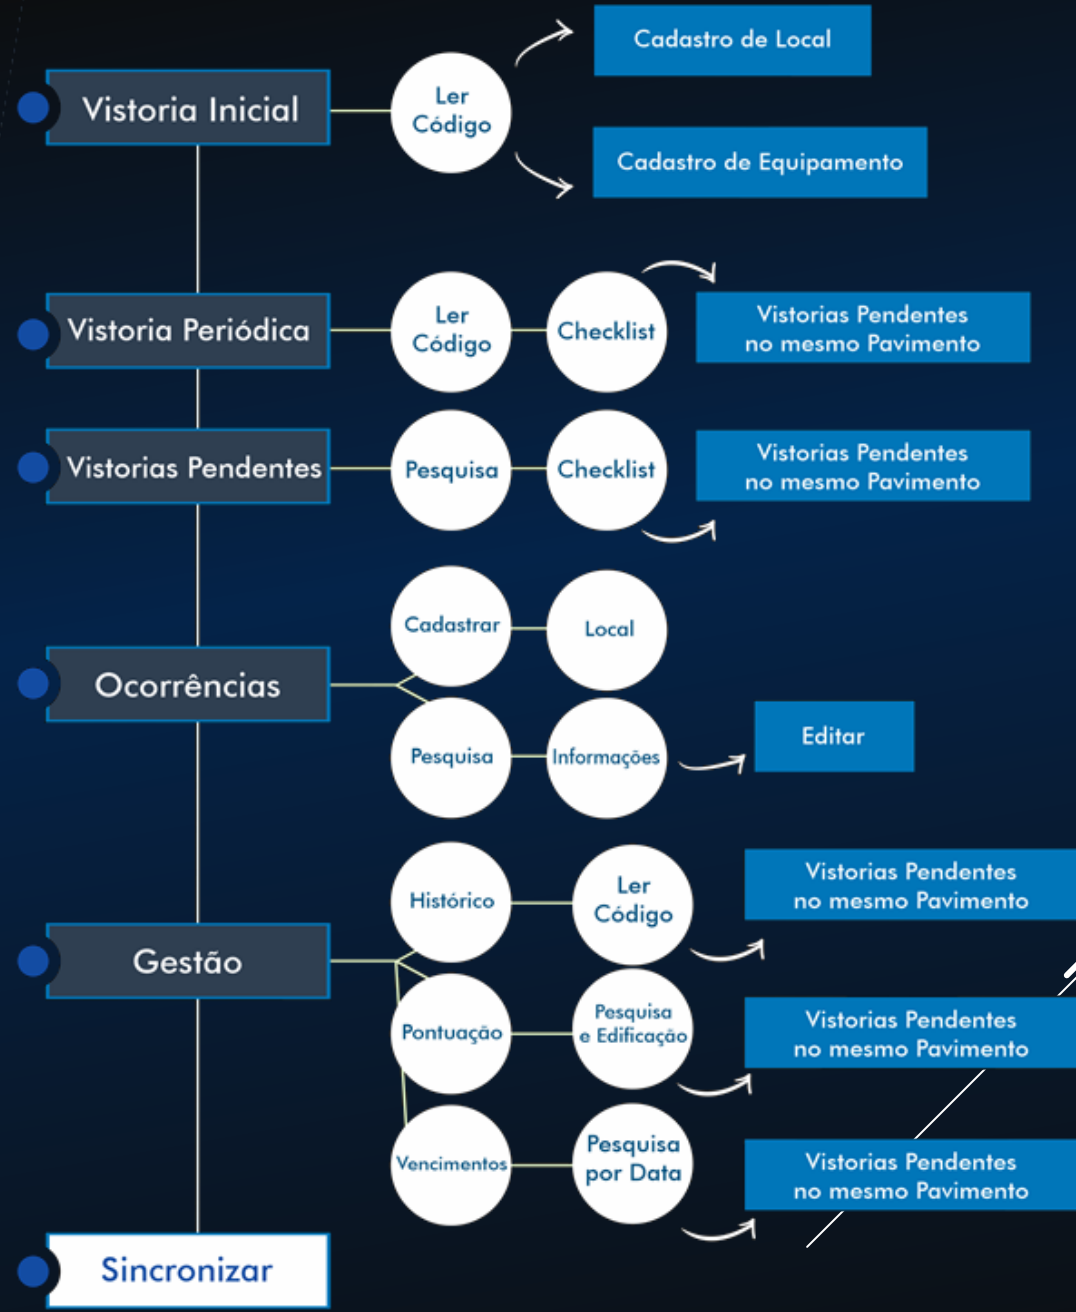 Cadastro de Local
Vistoria Inicial
Ler
Código
Cadastro de Equipamento
Vistoria Periódica
Ler
Código
Checklist
Vistorias Pendentes
no mesmo Pavimento
Vistorias Pendentes
Pesquisa
Checklist
Vistorias Pendentes
no mesmo Pavimento
Ocorrências
Cadastrar
Local
Pesquisa
Informações
Editar
Gestão
Histórico
Ler
Código
Vistorias Pendentes
no mesmo Pavimento
Pontuação
Pesquisa
e Edificação
Vistorias Pendentes
no mesmo Pavimento
Vencimentos
Pesquisa
por Data
Vistorias Pendentes
no mesmo Pavimento
Sincronizar